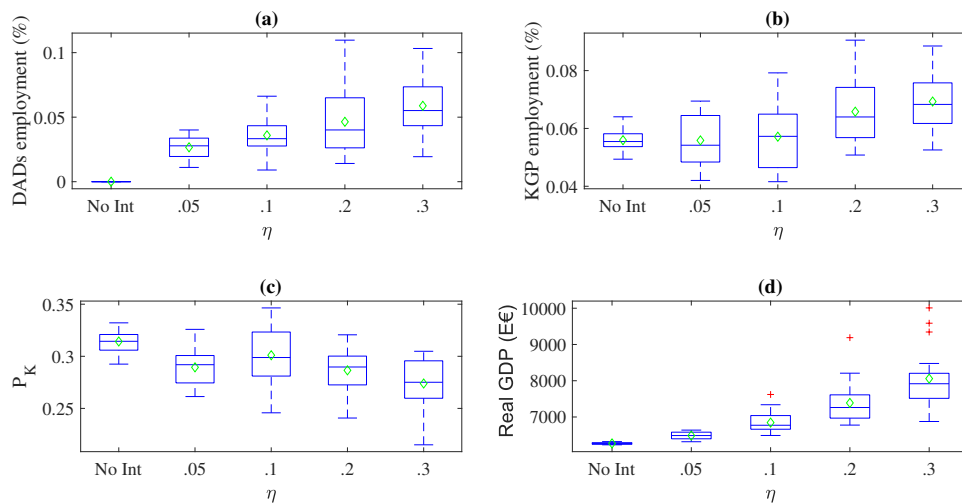 (a)
DADs employment (%)
0.1
0.05
0
No Int .05 .1 .2 .3
η
(b)
KGP employment (%)
0.08
0.06
0.04
No Int .05 .1 .2 .3
η
(c)
P_K
0.35
0.3
0.25
No Int .05 .1 .2 .3
η
(d)
Real GDP (E€)
10000
9000
8000
7000
No Int .05 .1 .2 .3
η